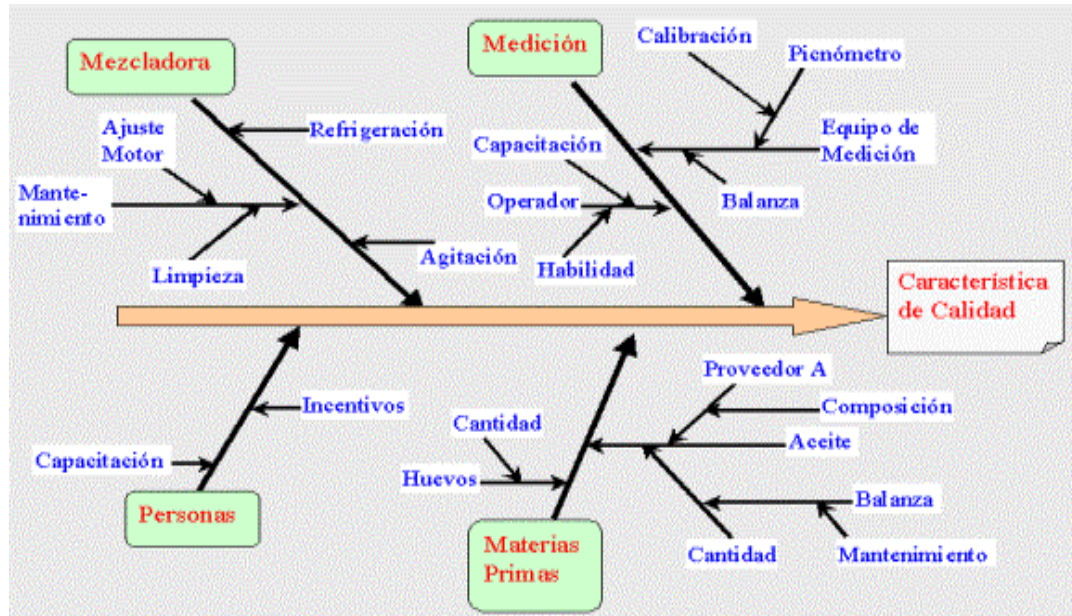 Mezcladora
Medición
Calibración
Picnómetro
Ajuste
Motor
Refrigeración
Capacitación
Equipo de
Medición
Mante-
nimiento
Operador
Balanza
Limpieza
Agitación
Habilidad
Característica
de Calidad
Proveedor A
Incentivos
Cantidad
Composición
Aceite
Capacitación
Huevos
Balanza
Personas
Materias
Primas
Cantidad
Mantenimiento